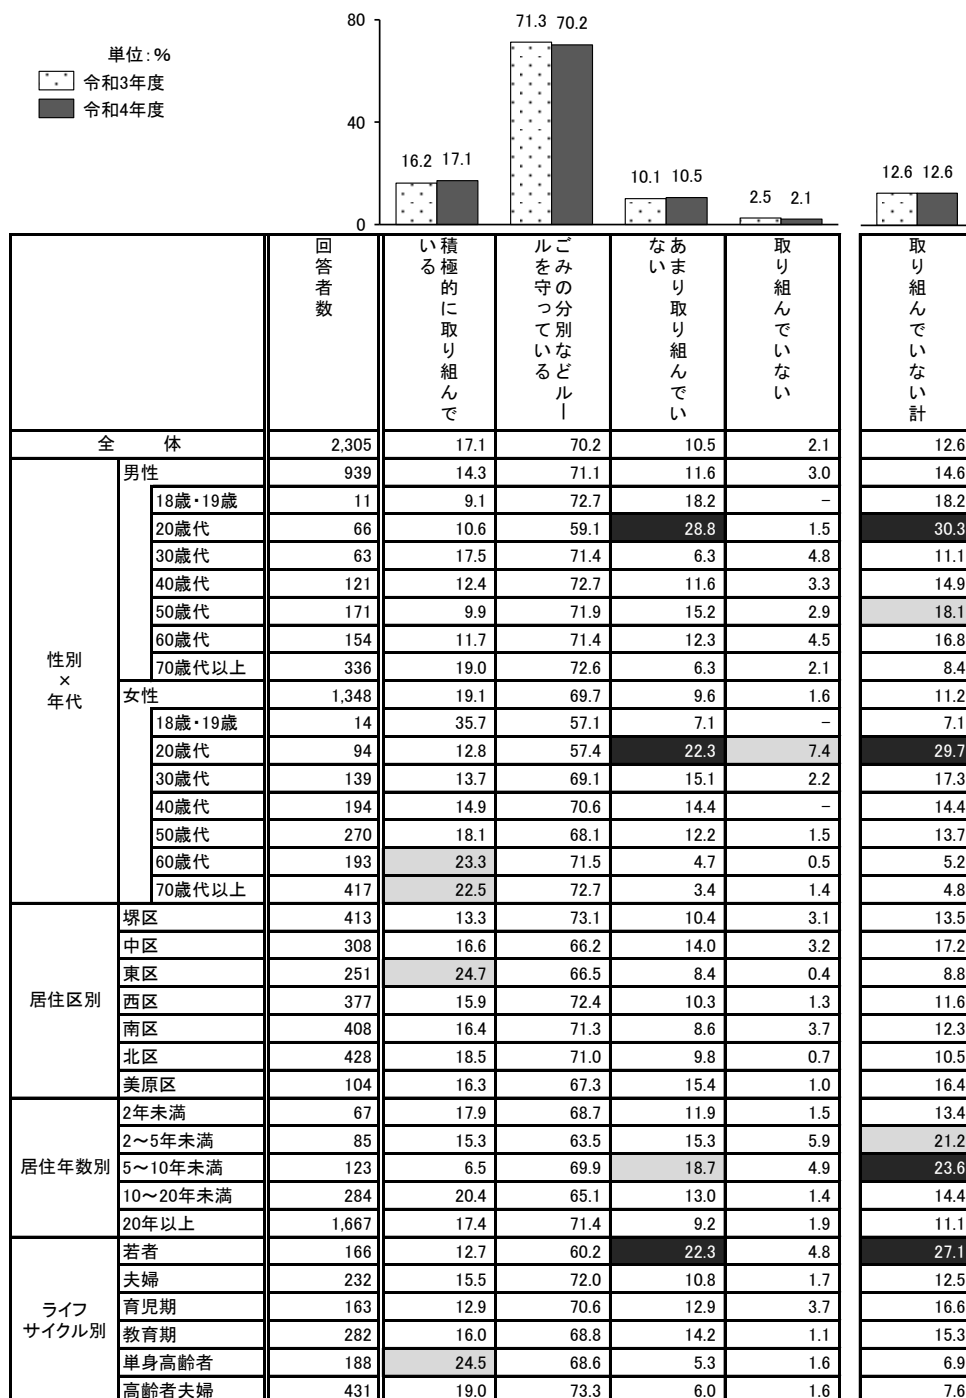 単位：％
令和3年度
令和4年度
80
40
0
16.2 17.1
71.3 70.2
10.1 10.5
2.5 2.1
12.6 12.6
回答者数
積極的に取り組んで
いる
ごみの分別などルー
ルを守っている
あまり取り組んでい
ない
取り組んでいない
取り組んでいない計
全体 2,305 17.1 70.2 10.5 2.1 12.6
性別
×
年代
男性 939 14.3 71.1 11.6 3.0 14.6
18歳・19歳 11 9.1 72.7 18.2 − 18.2
20歳代 66 10.6 59.1 28.8 1.5 30.3
30歳代 63 17.5 71.4 6.3 4.8 11.1
40歳代 121 12.4 72.7 11.6 3.3 14.9
50歳代 171 9.9 71.9 15.2 2.9 18.1
60歳代 154 11.7 71.4 12.3 4.5 16.8
70歳代以上 336 19.0 72.6 6.3 2.1 8.4
女性 1,348 19.1 69.7 9.6 1.6 11.2
18歳・19歳 14 35.7 57.1 7.1 − 7.1
20歳代 94 12.8 57.4 22.3 7.4 29.7
30歳代 139 13.7 69.1 15.1 2.2 17.3
40歳代 194 14.9 70.6 14.4 − 14.4
50歳代 270 18.1 68.1 12.2 1.5 13.7
60歳代 193 23.3 71.5 4.7 0.5 5.2
70歳代以上 417 22.5 72.7 3.4 1.4 4.8
居住区別
堺区 413 13.3 73.1 10.4 3.1 13.5
中区 308 16.6 66.2 14.0 3.2 17.2
東区 251 24.7 66.5 8.4 0.4 8.8
西区 377 15.9 72.4 10.3 1.3 11.6
南区 408 16.4 71.3 8.6 3.7 12.3
北区 428 18.5 71.0 9.8 0.7 10.5
美原区 104 16.3 67.3 15.4 1.0 16.4
居住年数別
2年未満 67 17.9 68.7 11.9 1.5 13.4
2～5年未満 85 15.3 63.5 15.3 5.9 21.2
5～10年未満 123 6.5 69.9 18.7 4.9 23.6
10～20年未満 284 20.4 65.1 13.0 1.4 14.4
20年以上 1,667 17.4 71.4 9.2 1.9 11.1
ライフ
サイクル別
若者 166 12.7 60.2 22.3 4.8 27.1
夫婦 232 15.5 72.0 10.8 1.7 12.5
育児期 163 12.9 70.6 12.9 3.7 16.6
教育期 282 16.0 68.8 14.2 1.1 15.3
単身高齢者 188 24.5 68.6 5.3 1.6 6.9
高齢者夫婦 431 19.0 73.3 6.0 1.6 7.6